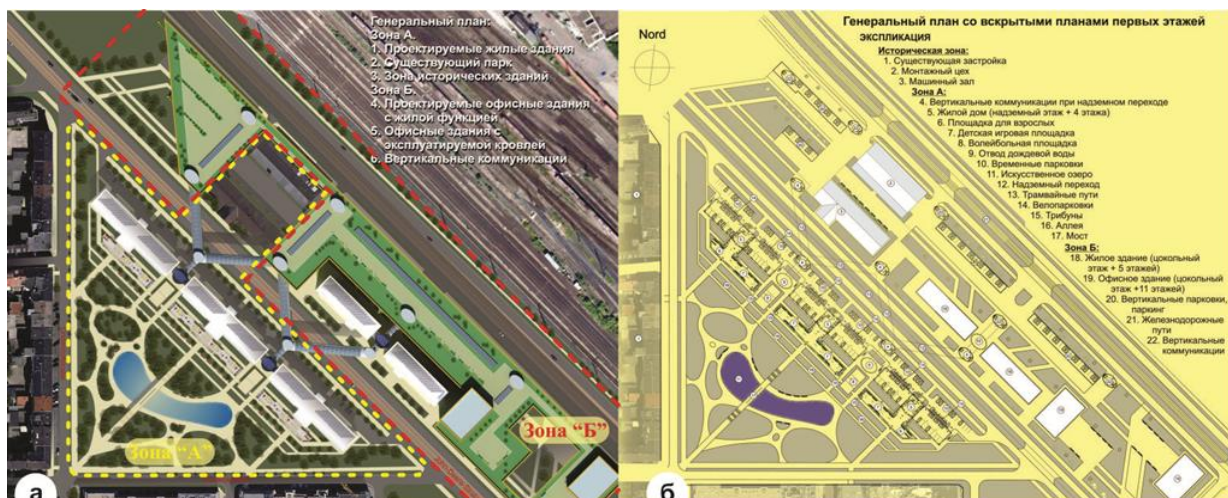 Генеральный план:
Зона А.
1. Проектируемые жилые здания
2. Существующий парк
3. Зона исторических зданий
Зона Б.
4. Проектируемые офисные здания
с жилой функцией
5. Офисные здания с
эксплуатируемой кровлей
6. Вертикальные коммуникации
Зона "А"
Зона "Б"
а
Генеральный план со вскрытыми планами первых этажей
ЭКСПЛИКАЦИЯ
Nord
Историческая зона:
1. Существующая застройка
2. Монтажный цех
3. Машинный зал
Зона А:
4. Вертикальные коммуникации при надземном переходе
5. Жилой дом (надземный этаж + 4 этажа)
6. Площадка для взрослых
7. Детская игровая площадка
8. Волейбольная площадка
9. Отвод дождевой воды
10. Временные парковки
11. Искусственное озеро
12. Надземный переход
13. Трамвайные пути
14. Велопарковки
15. Трибуны
16. Аллея
17. Мост
Зона Б:
18. Жилое здание (цокольный
этаж + 5 этажей)
19. Офисное здание (цокольный
этаж +11 этажей)
20. Вертикальные парковки,
паркинг
21. Железнодорожные
пути
22. Вертикальные
коммуникации
б